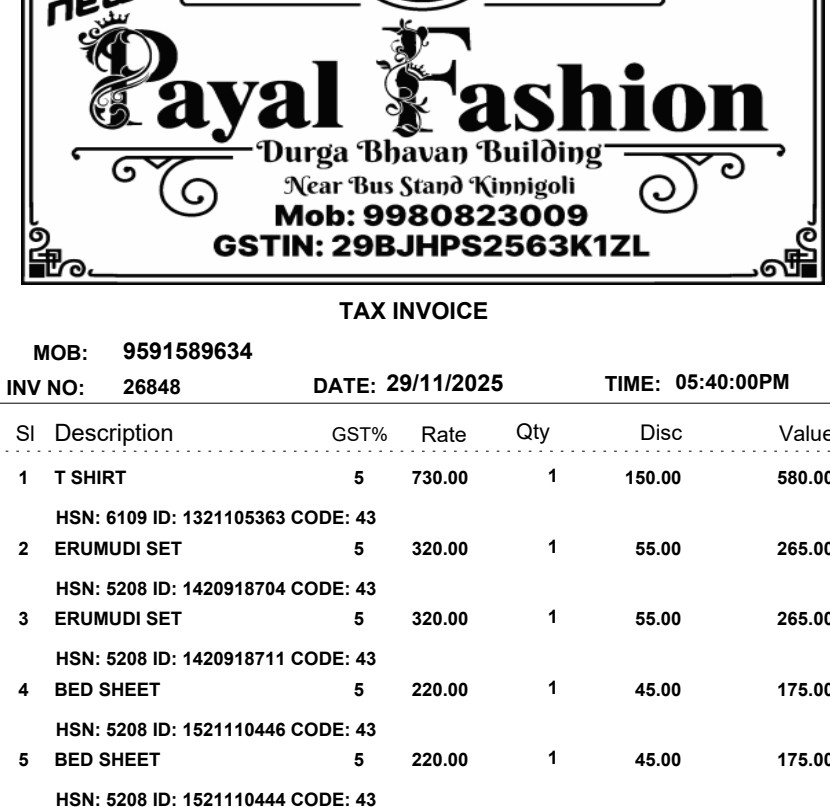 new
Payal Fashion
Durga Bhavan Building
Near Bus Stand Kinnigoli
Mob: 9980823009
GSTIN: 29BJHPS2563K1ZL
TAX INVOICE
MOB: 9591589634
INV NO: 26848 DATE: 29/11/2025 TIME: 05:40:00PM
Sl Description GST% Rate Qty Disc Value
1 T SHIRT 5 730.00 1 150.00 580.00
HSN: 6109 ID: 1321105363 CODE: 43
2 ERUMUDI SET 5 320.00 1 55.00 265.00
HSN: 5208 ID: 1420918704 CODE: 43
3 ERUMUDI SET 5 320.00 1 55.00 265.00
HSN: 5208 ID: 1420918711 CODE: 43
4 BED SHEET 5 220.00 1 45.00 175.00
HSN: 5208 ID: 1521110446 CODE: 43
5 BED SHEET 5 220.00 1 45.00 175.00
HSN: 5208 ID: 1521110444 CODE: 43